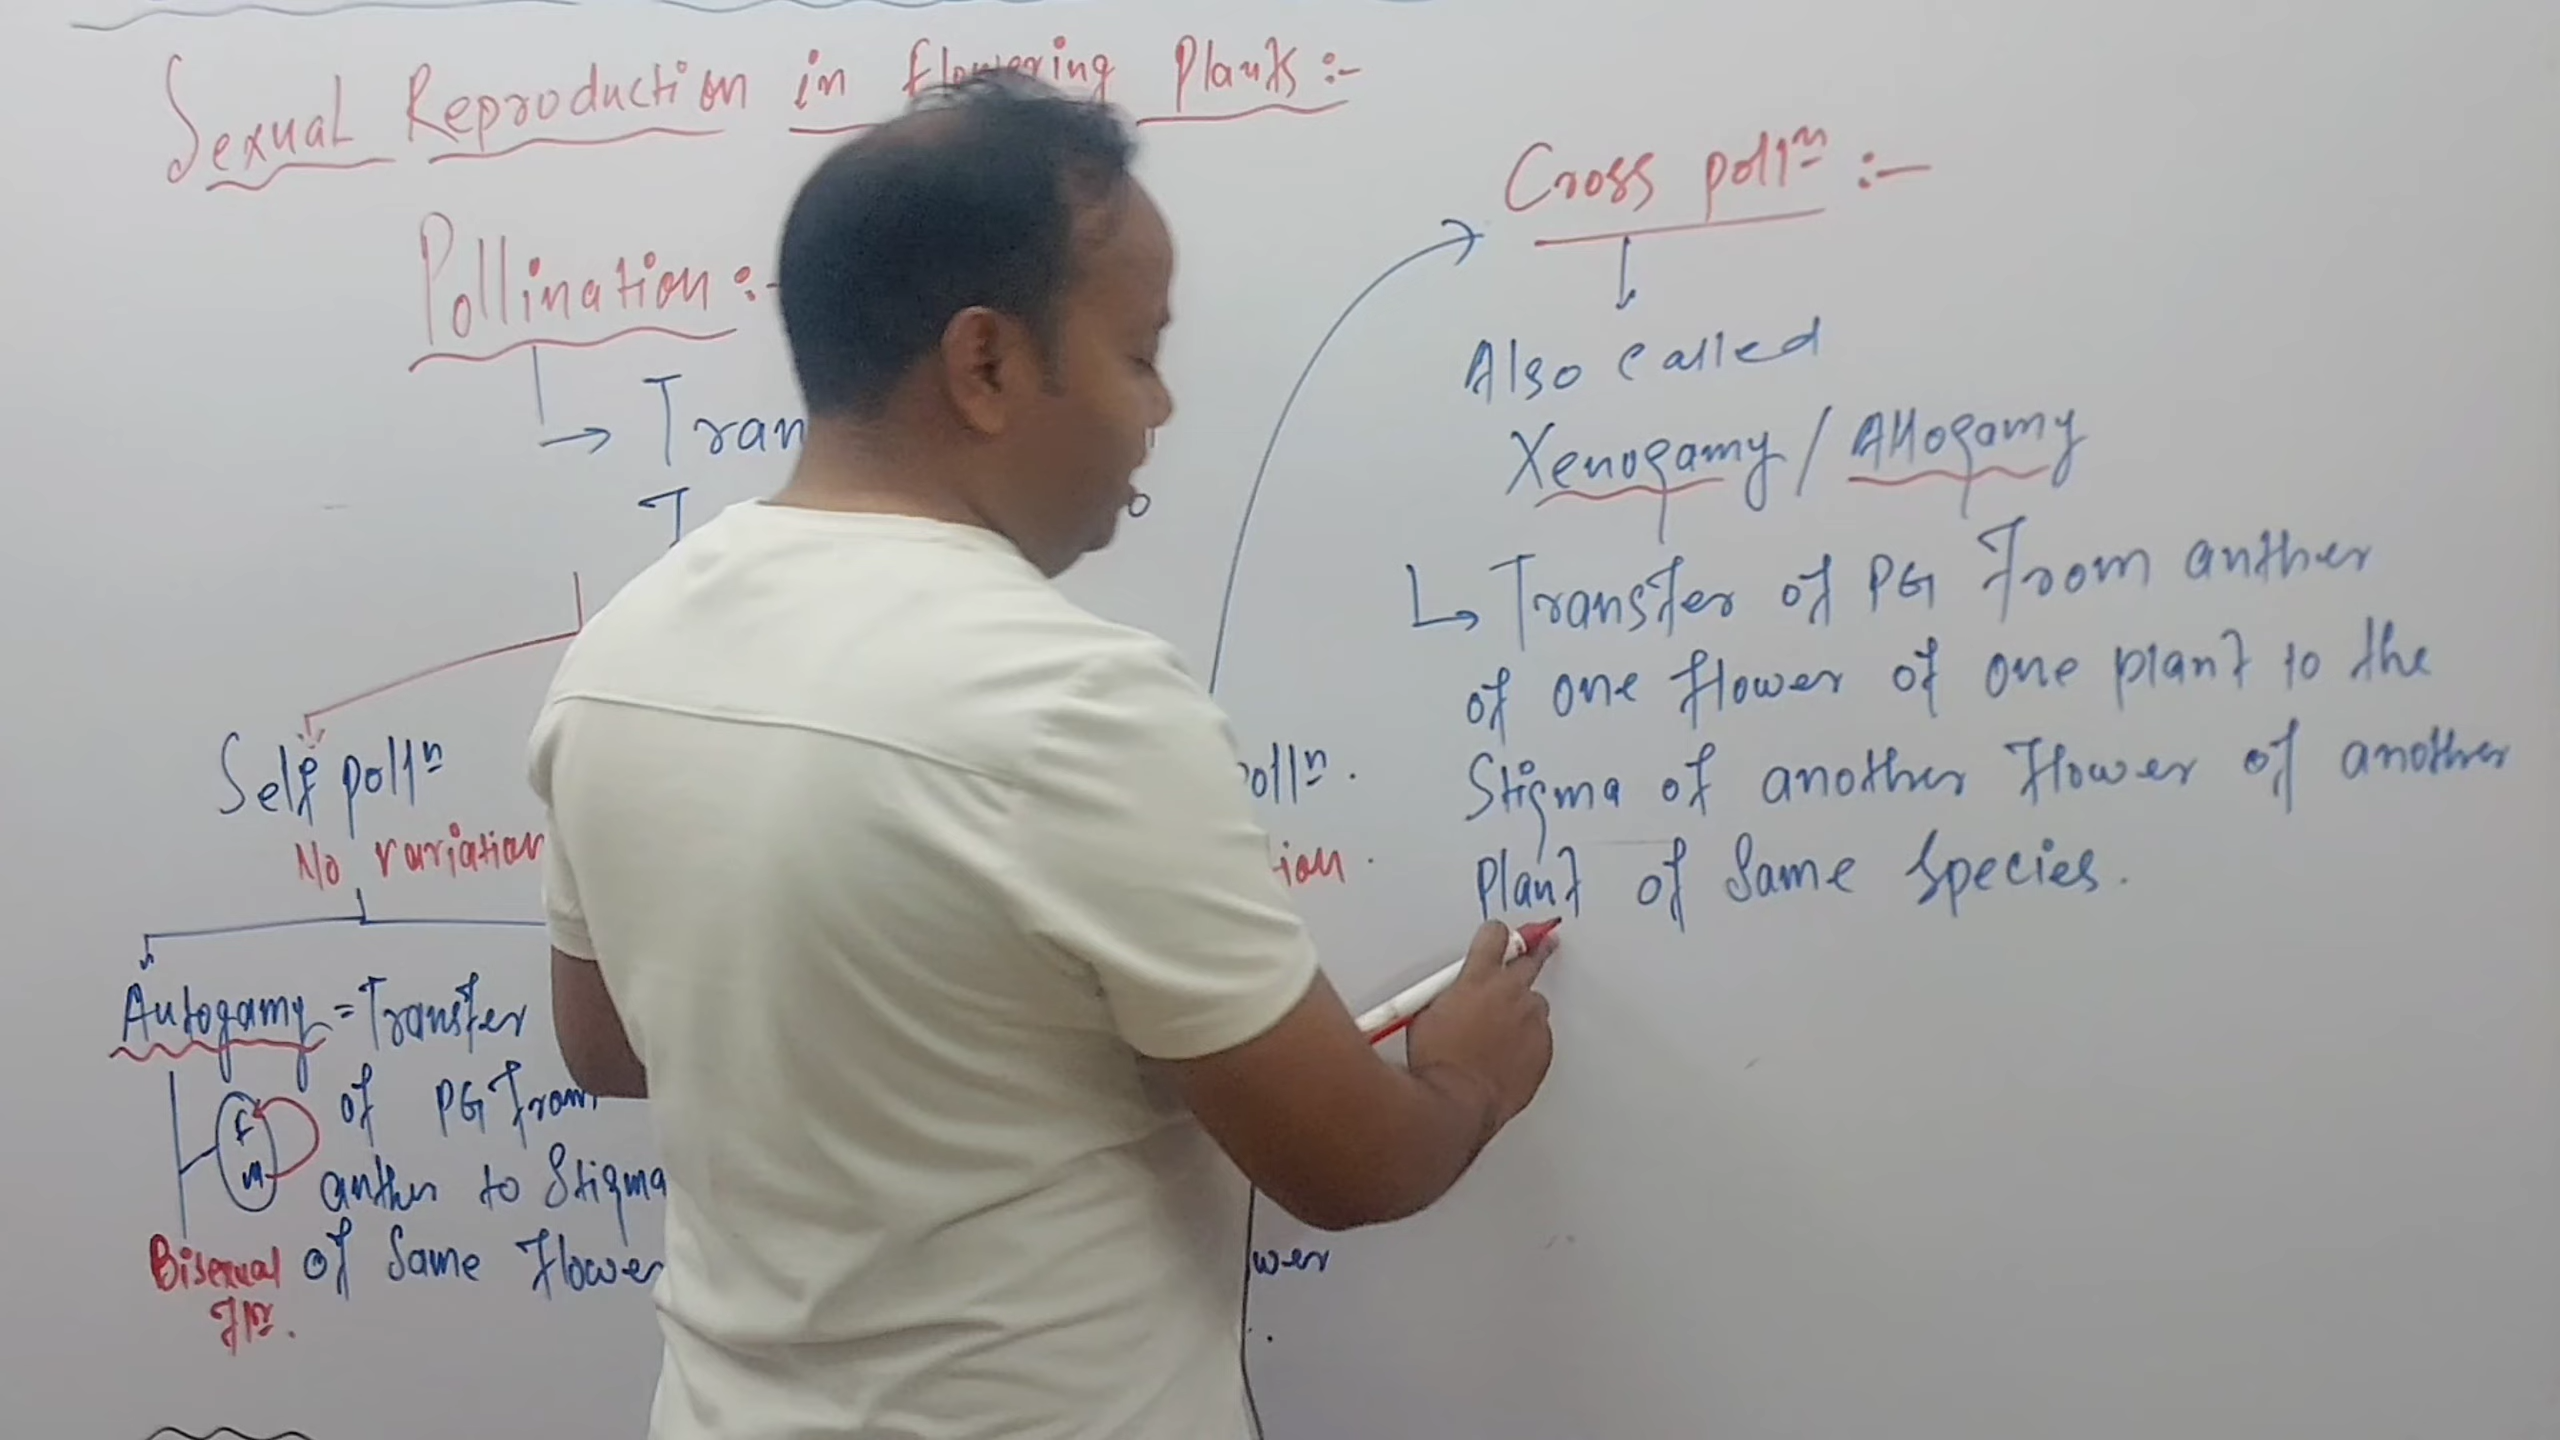 Sexual Reproduction in flowering Plants :-
Pollination :-
Tran
Self pollⁿ
No variation
Autogamy = Transfer
of PG From
anther to Stigma
F
M
Bisexual
of Same Flower
Flr.
ollⁿ.
tion.
wer
Cross pollⁿ :-
Also called
Xenogamy / Allogamy
Transfer of PG From anther
of one flower of one plant to the
Stigma of another Flower of another
Plant of Same Species.